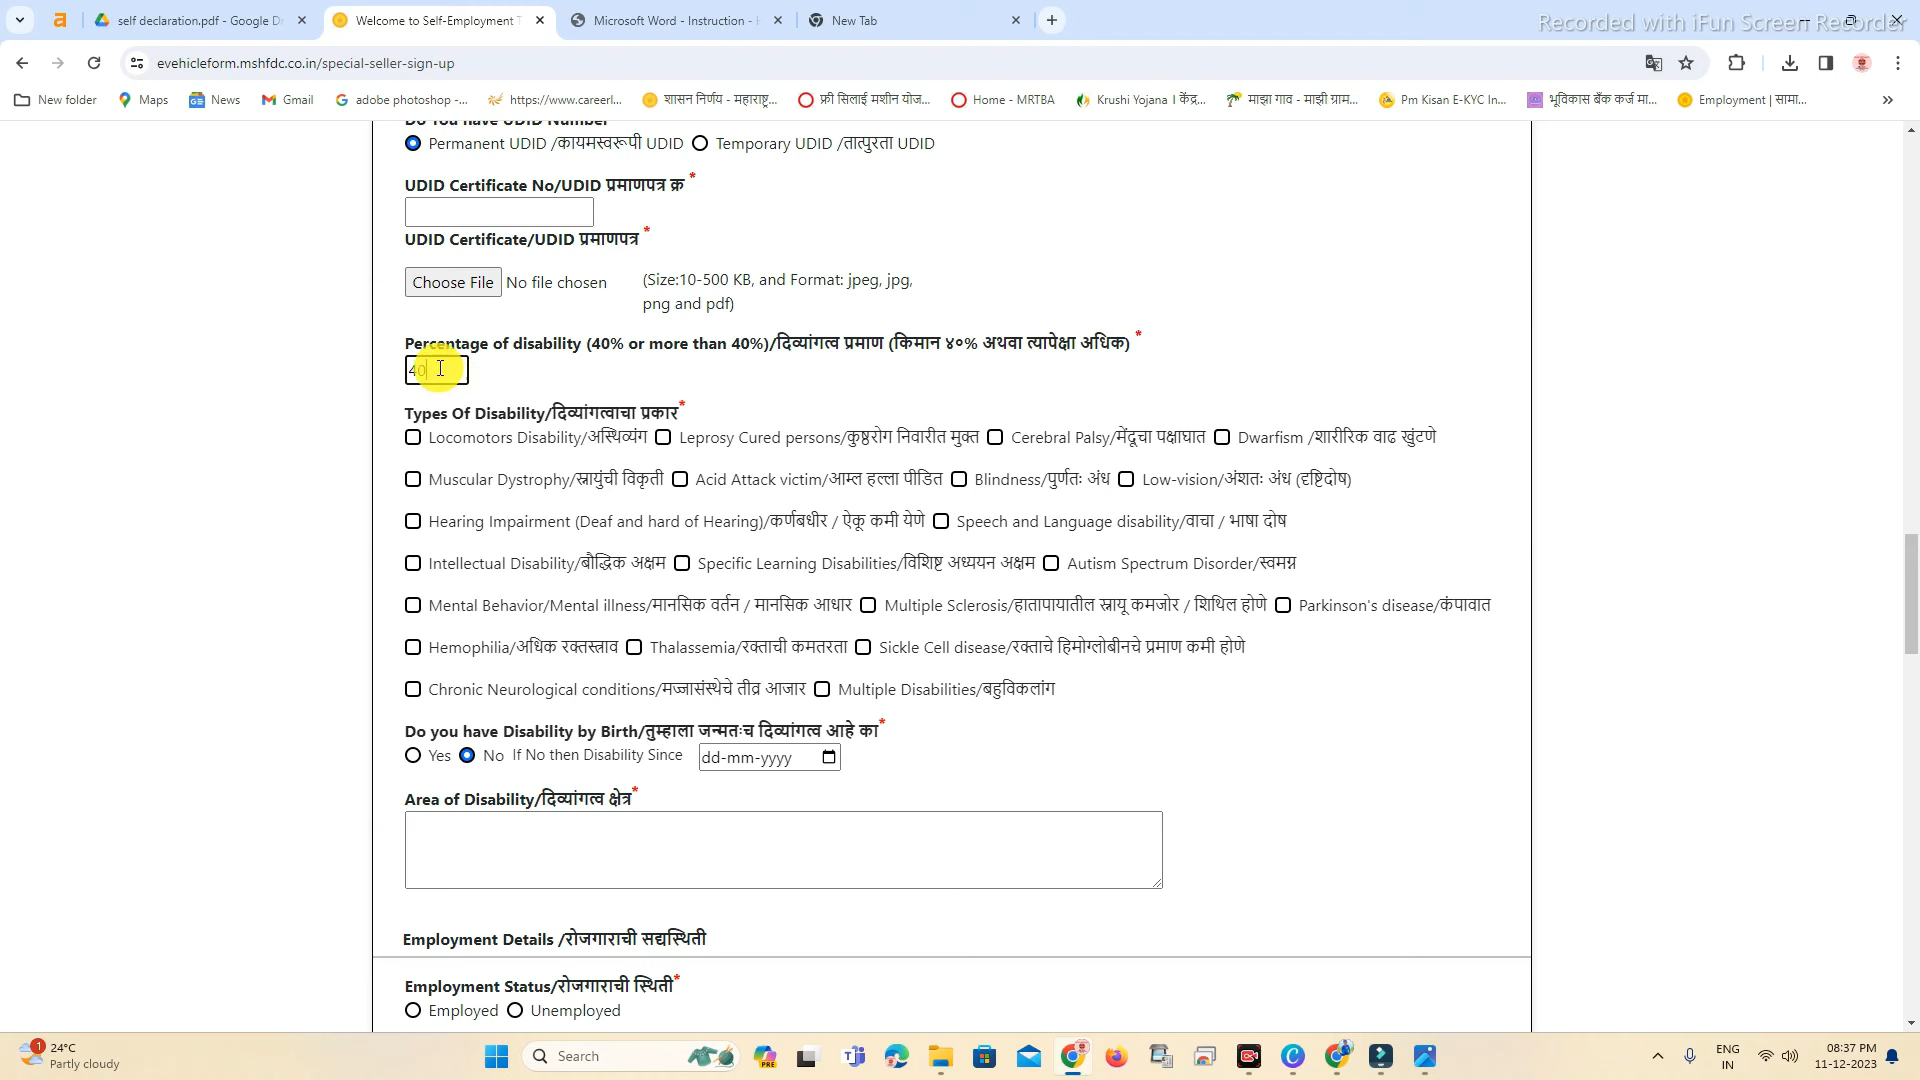 Recorded with iFun Screen Recorder
self declaration.pdf - Google Dr
Welcome to Self-Employment T
Microsoft Word - Instruction - H
New Tab
evehicleform.mshfdc.co.in/special-seller-sign-up
New folder
Maps
News
Gmail
adobe photoshop -...
https://www.careerl...
शासन निर्णय - महाराष्ट्र...
फ्री सिलाई मशीन योज...
Home - MRTBA
Krushi Yojana । केंद्र...
माझा गाव - माझी ग्राम...
Pm Kisan E-KYC In...
भूविकास बँक कर्ज मा...
Employment | सामा...
Do You have UDID Number
Permanent UDID /कायमस्वरूपी UDID Temporary UDID /तात्पुरता UDID
UDID Certificate No/UDID प्रमाणपत्र क्र *
UDID Certificate/UDID प्रमाणपत्र *
Choose File No file chosen
(Size:10-500 KB, and Format: jpeg, jpg,
png and pdf)
Percentage of disability (40% or more than 40%)/दिव्यांगत्व प्रमाण (किमान ४०% अथवा त्यापेक्षा अधिक) *
40
Types Of Disability/दिव्यांगत्वाचा प्रकार*
Locomotors Disability/अस्थिव्यंग Leprosy Cured persons/कुष्ठरोग निवारीत मुक्त Cerebral Palsy/मेंदूचा पक्षाघात Dwarfism /शारीरिक वाढ खुंटणे
Muscular Dystrophy/स्नायुंची विकृती Acid Attack victim/आम्ल हल्ला पीडित Blindness/पुर्णतः अंध Low-vision/अंशतः अंध (दृष्टिदोष)
Hearing Impairment (Deaf and hard of Hearing)/कर्णबधीर / ऐकू कमी येणे Speech and Language disability/वाचा / भाषा दोष
Intellectual Disability/बौद्धिक अक्षम Specific Learning Disabilities/विशिष्ट अध्ययन अक्षम Autism Spectrum Disorder/स्वमग्न
Mental Behavior/Mental illness/मानसिक वर्तन / मानसिक आधार Multiple Sclerosis/हातापायातील स्नायू कमजोर / शिथिल होणे Parkinson's disease/कंपावात
Hemophilia/अधिक रक्तस्त्राव Thalassemia/रक्ताची कमतरता Sickle Cell disease/रक्ताचे हिमोग्लोबीनचे प्रमाण कमी होणे
Chronic Neurological conditions/मज्जासंस्थेचे तीव्र आजार Multiple Disabilities/बहुविकलांग
Do you have Disability by Birth/तुम्हाला जन्मतःच दिव्यांगत्व आहे का*
Yes No If No then Disability Since dd-mm-yyyy
Area of Disability/दिव्यांगत्व क्षेत्र*
Employment Details /रोजगाराची सद्यस्थिती
Employment Status/रोजगाराची स्थिती*
Employed Unemployed
1
24°C
Partly cloudy
Search
PRE
ENG
IN
08:37 PM
11-12-2023